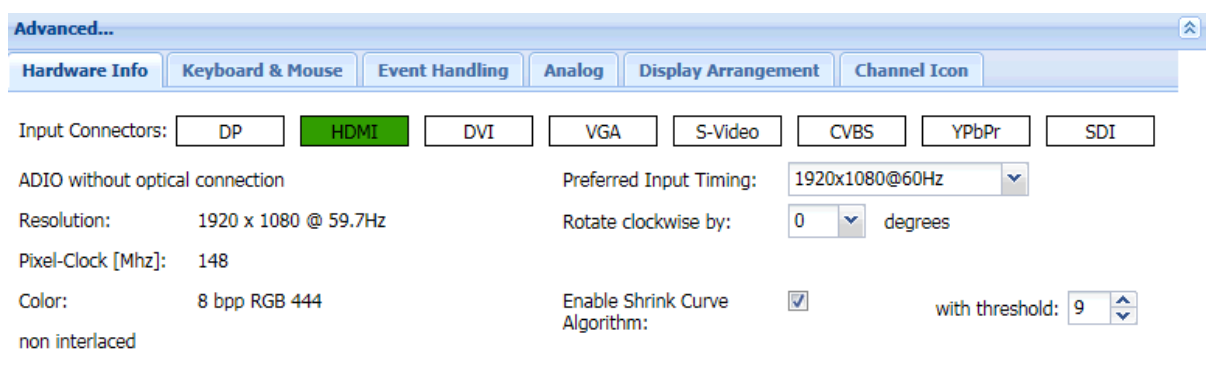 Advanced...
Hardware Info Keyboard & Mouse Event Handling Analog Display Arrangement Channel Icon
Input Connectors: DP HDMI DVI VGA S-Video CVBS YPbPr SDI
ADIO without optical connection Preferred Input Timing: 1920x1080@60Hz
Resolution: 1920 x 1080 @ 59.7Hz Rotate clockwise by: 0 degrees
Pixel-Clock [Mhz]: 148
Color: 8 bpp RGB 444 Enable Shrink Curve with threshold: 9
Algorithm:
non interlaced